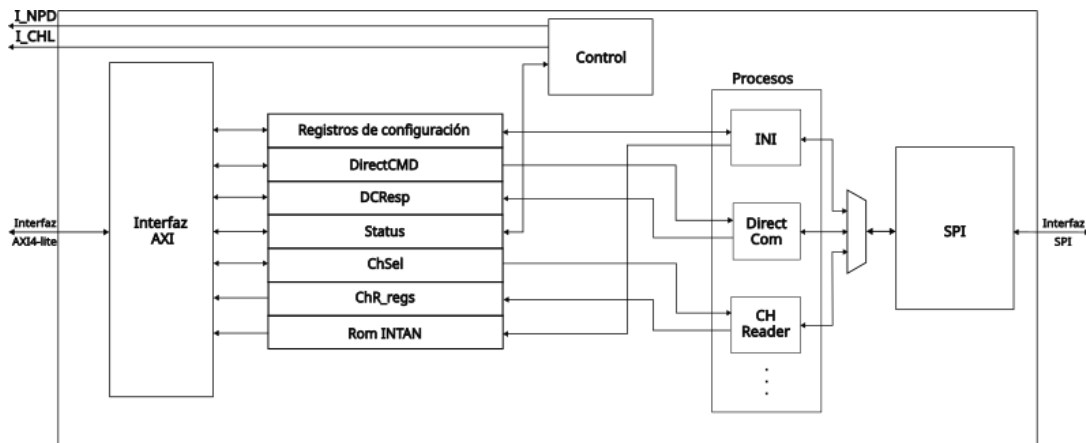 I_NPD
I_CHL
Control
Procesos
Registros de configuración
INI
DirectCMD
DCResp
Interfaz
AXI4-lite
Interfaz
AXI
Status
Direct
Com
SPI
Interfaz
SPI
ChSel
ChR_regs
CH
Reader
Rom INTAN